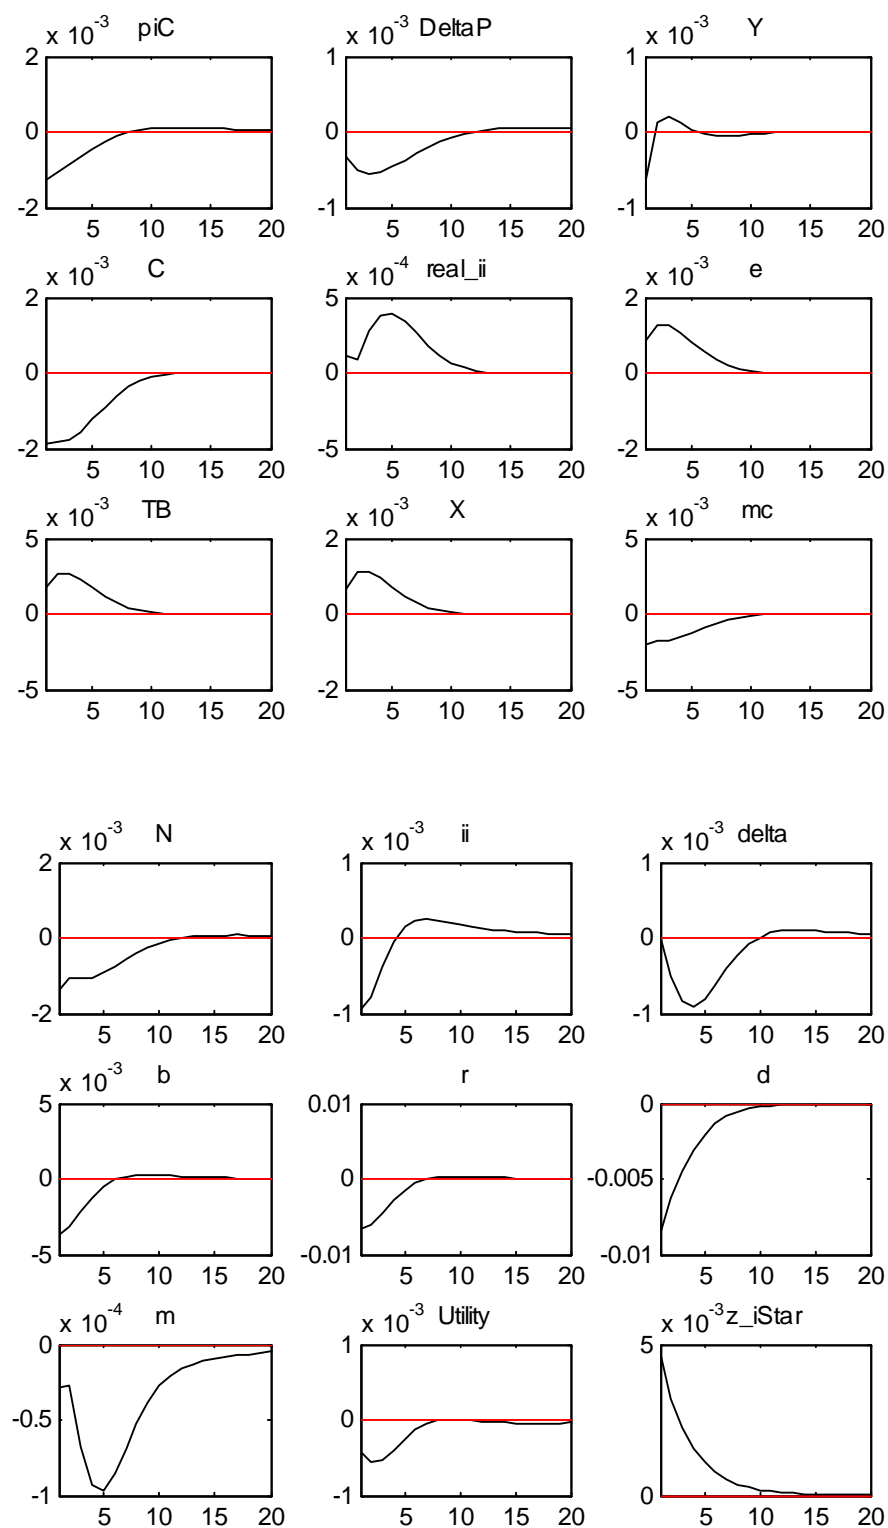 x 10^-3 piC x 10^-3 DeltaP x 10^-3 Y
2 1 1
0 0 0
-2 -1 -1
5 10 15 20 5 10 15 20 5 10 15 20
x 10^-3 C x 10^-4 real_ii x 10^-3 e
2 5 2
0 0 0
-2 -5 -2
5 10 15 20 5 10 15 20 5 10 15 20
x 10^-3 TB x 10^-3 X x 10^-3 mc
5 2 5
0 0 0
-5 -2 -5
5 10 15 20 5 10 15 20 5 10 15 20
x 10^-3 N x 10^-3 ii x 10^-3 delta
2 1 1
0 0 0
-2 -1 -1
5 10 15 20 5 10 15 20 5 10 15 20
x 10^-3 b r d
5 0.01 0
0 0 -0.005
-5 -0.01 -0.01
5 10 15 20 5 10 15 20 5 10 15 20
x 10^-4 m x 10^-3 Utility x 10^-3 z_iStar
0 1 5
-0.5 0
-1 -1 0
5 10 15 20 5 10 15 20 5 10 15 20